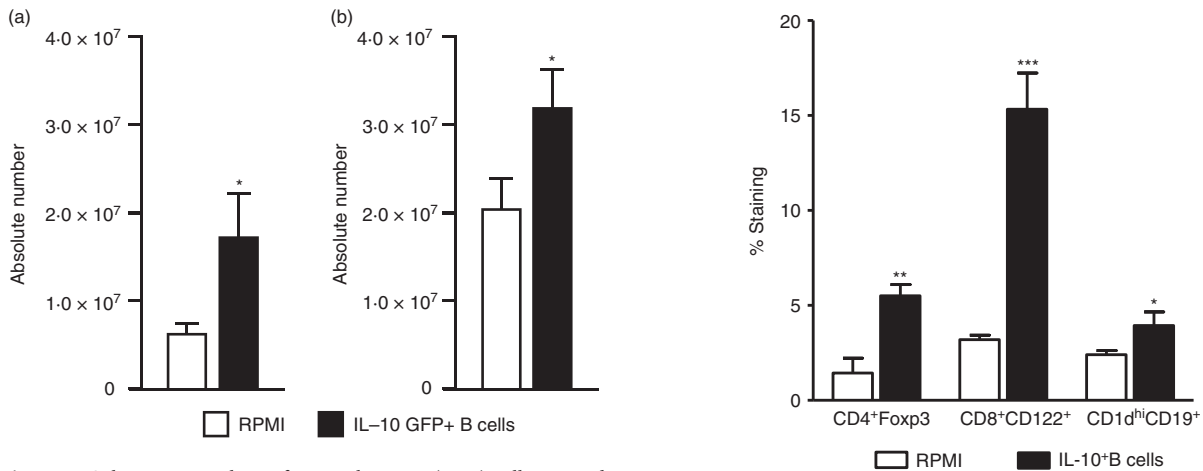 (a)
4·0 × 10⁷
3·0 × 10⁷
2·0 × 10⁷
1·0 × 10⁷
0
Absolute number
*
(b)
4·0 × 10⁷
3·0 × 10⁷
2·0 × 10⁷
1·0 × 10⁷
0
Absolute number
*
RPMI
IL–10 GFP+ B cells
20
15
10
5
0
% Staining
**
***
*
CD4⁺Foxp3
CD8⁺CD122⁺
CD1dʰⁱCD19⁺
RPMI
IL-10⁺B cells